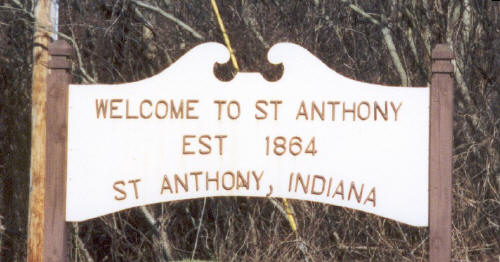 WELCOME TO ST ANTHONY
EST 1864
ST ANTHONY, INDIANA